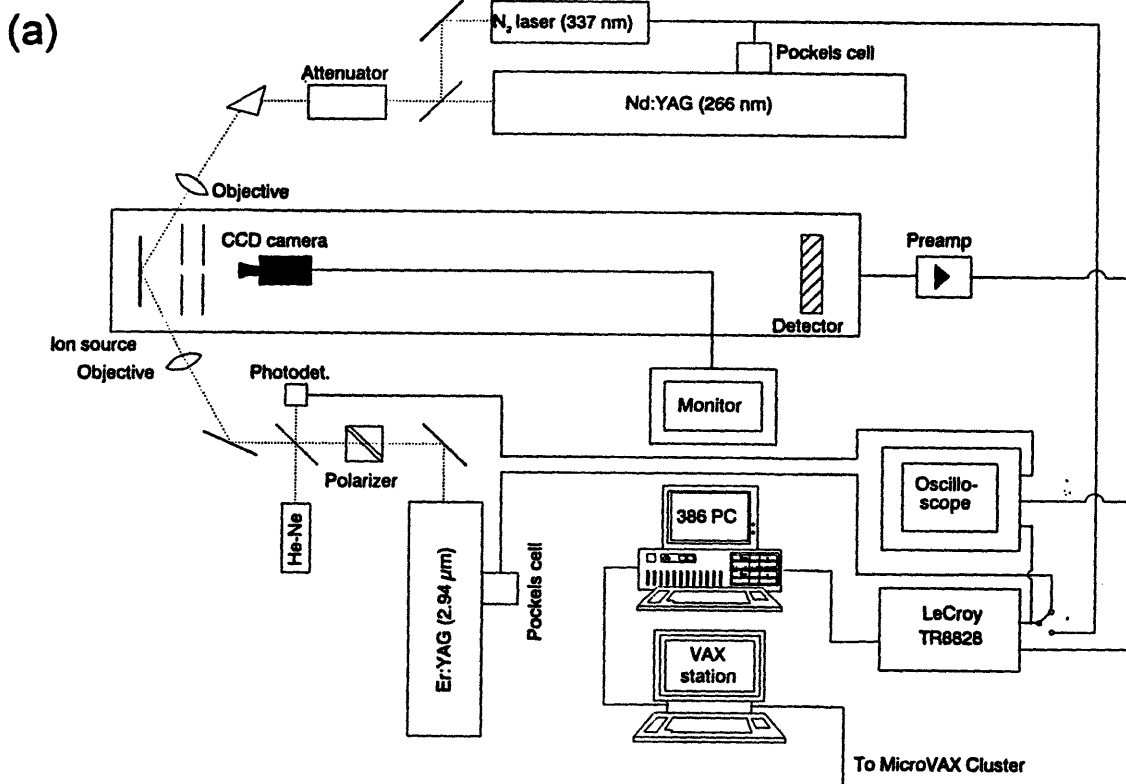 (a)
N₂ laser (337 nm)
Pockels cell
Attenuator
Nd:YAG (266 nm)
Objective
CCD camera
Preamp
Detector
Ion source
Objective
Photodet.
Monitor
Polarizer
Oscillo-
scope
386 PC
He-Ne
Er:YAG (2.94 μm)
Pockels cell
LeCroy
TR8828
VAX
station
To MicroVAX Cluster